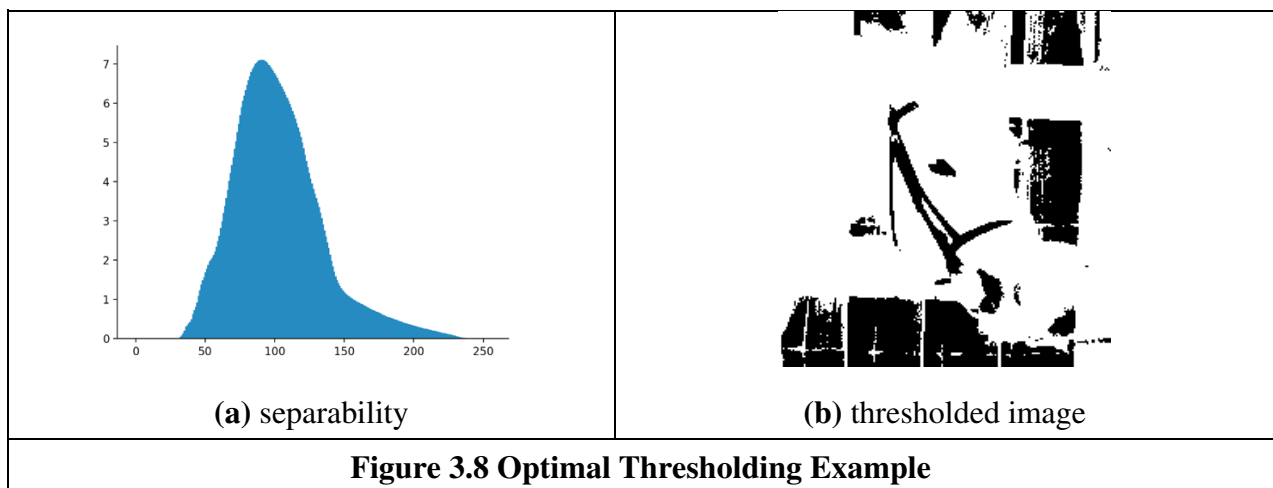 7
6
5
4
3
2
1
0
0 50 100 150 200 250
(a) separability
(b) thresholded image
Figure 3.8 Optimal Thresholding Example